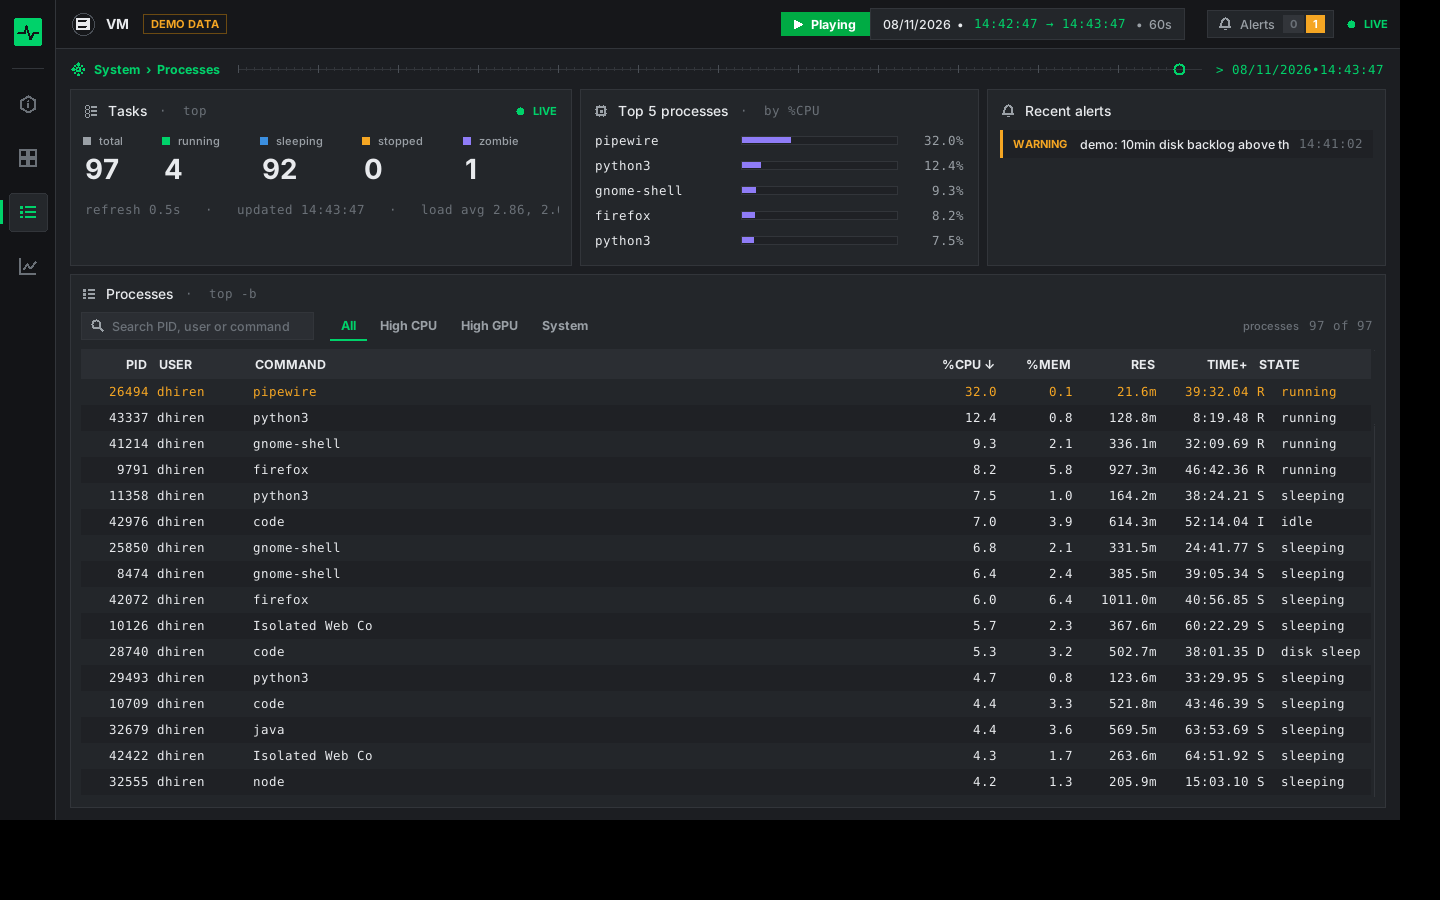 VM DEMO DATA Playing 08/11/2026 • 14:42:47 → 14:43:47 • 60s Alerts 0 1 LIVE
System › Processes > 08/11/2026•14:43:47
Tasks · top LIVE
total running sleeping stopped zombie
97 4 92 0 1
refresh 0.5s · updated 14:43:47 · load avg 2.86, 2.
Top 5 processes · by %CPU
pipewire 32.0%
python3 12.4%
gnome-shell 9.3%
firefox 8.2%
python3 7.5%
Recent alerts
WARNING demo: 10min disk backlog above th 14:41:02
Processes · top -b
Search PID, user or command All High CPU High GPU System processes 97 of 97
PID USER COMMAND %CPU ↓ %MEM RES TIME+ STATE
26494 dhiren pipewire 32.0 0.1 21.6m 39:32.04 R running
43337 dhiren python3 12.4 0.8 128.8m 8:19.48 R running
41214 dhiren gnome-shell 9.3 2.1 336.1m 32:09.69 R running
9791 dhiren firefox 8.2 5.8 927.3m 46:42.36 R running
11358 dhiren python3 7.5 1.0 164.2m 38:24.21 S sleeping
42976 dhiren code 7.0 3.9 614.3m 52:14.04 I idle
25850 dhiren gnome-shell 6.8 2.1 331.5m 24:41.77 S sleeping
8474 dhiren gnome-shell 6.4 2.4 385.5m 39:05.34 S sleeping
42072 dhiren firefox 6.0 6.4 1011.0m 40:56.85 S sleeping
10126 dhiren Isolated Web Co 5.7 2.3 367.6m 60:22.29 S sleeping
28740 dhiren code 5.3 3.2 502.7m 38:01.35 D disk sleep
29493 dhiren python3 4.7 0.8 123.6m 33:29.95 S sleeping
10709 dhiren code 4.4 3.3 521.8m 43:46.39 S sleeping
32679 dhiren java 4.4 3.6 569.5m 63:53.69 S sleeping
42422 dhiren Isolated Web Co 4.3 1.7 263.6m 64:51.92 S sleeping
32555 dhiren node 4.2 1.3 205.9m 15:03.10 S sleeping